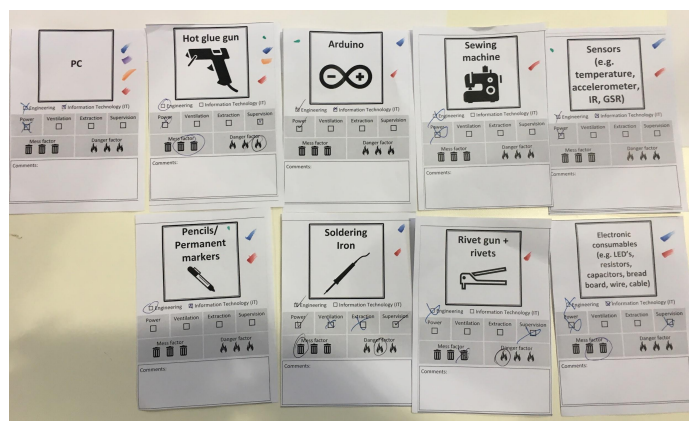 PC
Engineering Information Technology (IT)
Power Ventilation Extraction Supervision
Mess factor Danger factor
Comments:
Hot glue gun
Engineering Information Technology (IT)
Power Ventilation Extraction Supervision
Mess factor Danger factor
Comments:
Arduino
Engineering Information Technology (IT)
Power Ventilation Extraction Supervision
Mess factor Danger factor
Comments:
Sewing
machine
Engineering Information Technology (IT)
Power Ventilation Extraction Supervision
Mess factor Danger factor
Comments:
Sensors
(e.g.
temperature,
accelerometer,
IR, GSR)
Engineering Information Technology (IT)
Power Ventilation Extraction Supervision
Mess factor Danger factor
Comments:
Pencils/
Permanent
markers
Engineering Information Technology (IT)
Power Ventilation Extraction Supervision
Mess factor Danger factor
Comments:
Soldering
Iron
Engineering Information Technology (IT)
Power Ventilation Extraction Supervision
Mess factor Danger factor
Comments:
Rivet gun +
rivets
Engineering Information Technology (IT)
Power Ventilation Extraction Supervision
Mess factor Danger factor
Comments:
Electronic
consumables
(e.g. LED's,
resistors,
capacitors, bread
board, wire, cable)
Engineering Information Technology (IT)
Power Ventilation Extraction Supervision
Mess factor Danger factor
Comments: